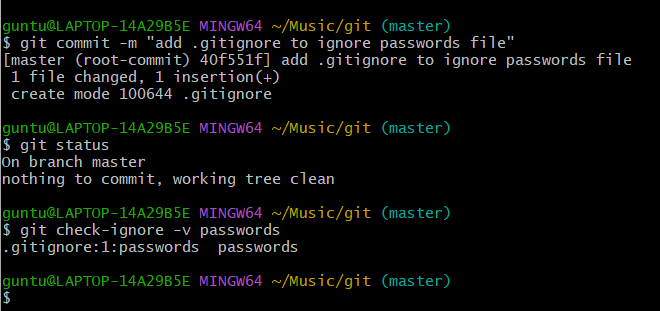 guntu@LAPTOP-14A29B5E MINGW64 ~/Music/git (master)
$ git commit -m "add .gitignore to ignore passwords file"
[master (root-commit) 40f551f] add .gitignore to ignore passwords file
 1 file changed, 1 insertion(+)
 create mode 100644 .gitignore

guntu@LAPTOP-14A29B5E MINGW64 ~/Music/git (master)
$ git status
On branch master
nothing to commit, working tree clean

guntu@LAPTOP-14A29B5E MINGW64 ~/Music/git (master)
$ git check-ignore -v passwords
.gitignore:1:passwords  passwords

guntu@LAPTOP-14A29B5E MINGW64 ~/Music/git (master)
$